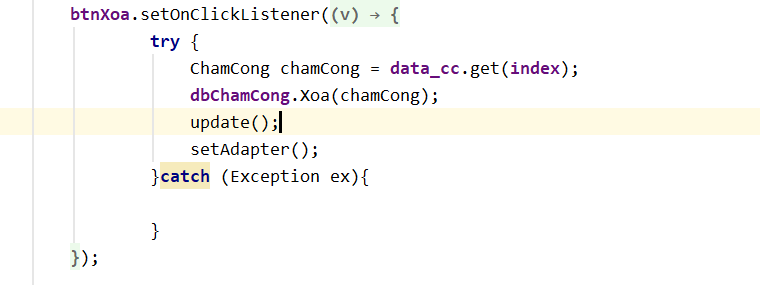 btnXoa.setOnClickListener((v) → {
try {
ChamCong chamCong = data_cc.get(index);
dbChamCong.Xoa(chamCong);
update();
setAdapter();
}catch (Exception ex){
}
});